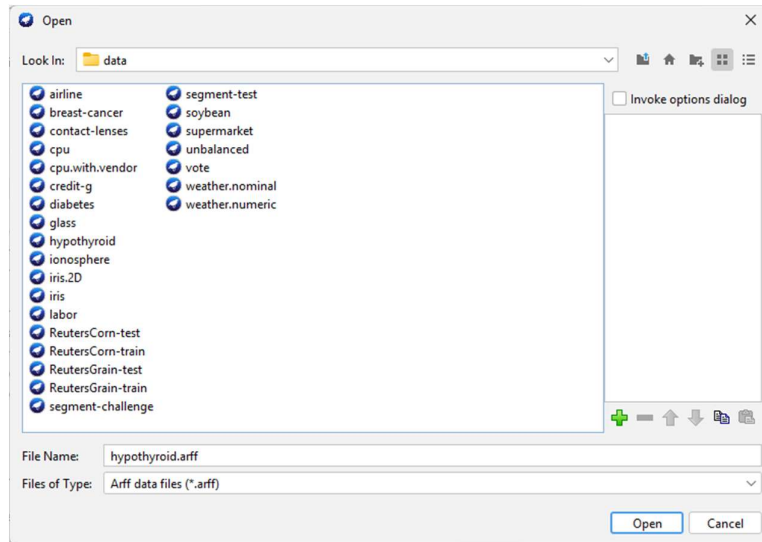 Open
Look In: data
airline
breast-cancer
contact-lenses
cpu
cpu.with.vendor
credit-g
diabetes
glass
hypothyroid
ionosphere
iris.2D
iris
labor
ReutersCorn-test
ReutersCorn-train
ReutersGrain-test
ReutersGrain-train
segment-challenge
segment-test
soybean
supermarket
unbalanced
vote
weather.nominal
weather.numeric
Invoke options dialog
File Name: hypothyroid.arff
Files of Type: Arff data files (*.arff)
Open Cancel